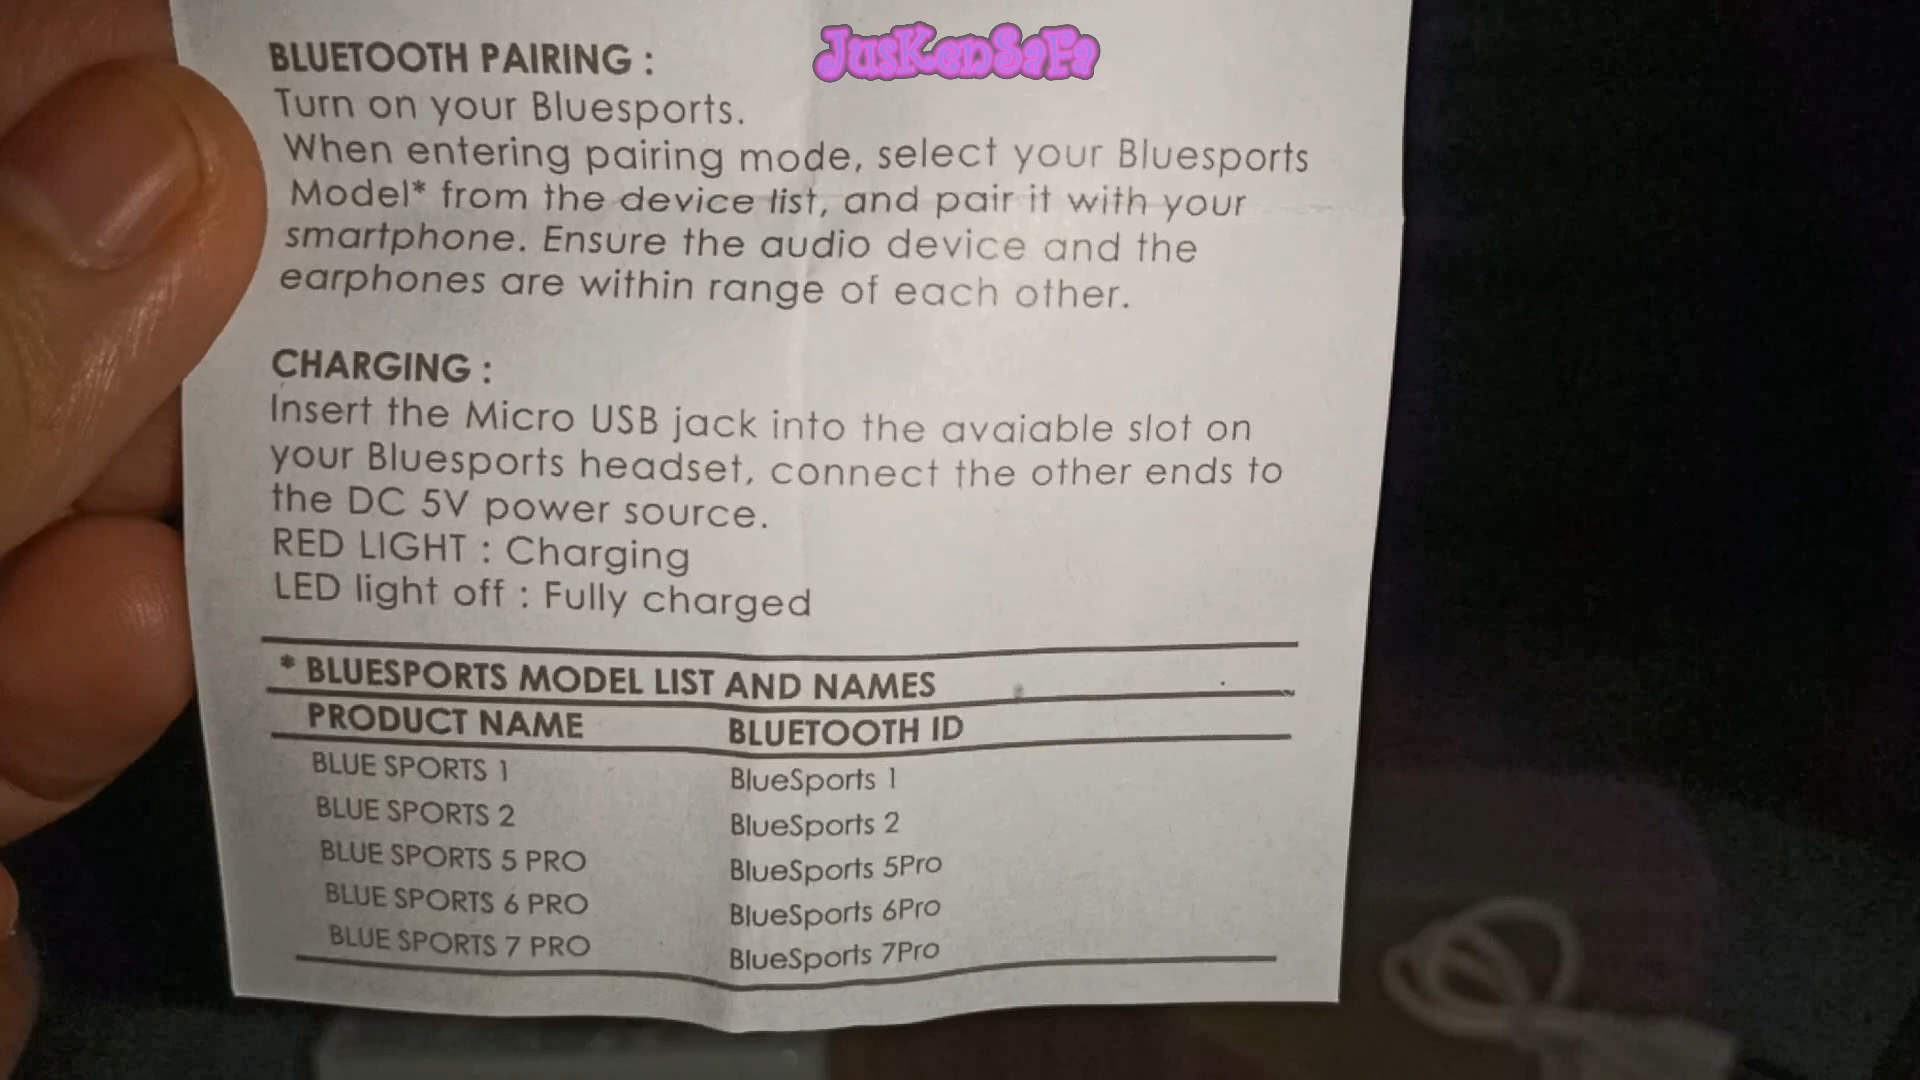 JusKenSaFa
BLUETOOTH PAIRING :
Turn on your Bluesports.
When entering pairing mode, select your Bluesports
Model* from the device list, and pair it with your
smartphone. Ensure the audio device and the
earphones are within range of each other.
CHARGING :
Insert the Micro USB jack into the avaiable slot on
your Bluesports headset, connect the other ends to
the DC 5V power source.
RED LIGHT : Charging
LED light off : Fully charged
* BLUESPORTS MODEL LIST AND NAMES
PRODUCT NAME BLUETOOTH ID
BLUE SPORTS 1 BlueSports 1
BLUE SPORTS 2 BlueSports 2
BLUE SPORTS 5 PRO BlueSports 5Pro
BLUE SPORTS 6 PRO BlueSports 6Pro
BLUE SPORTS 7 PRO BlueSports 7Pro